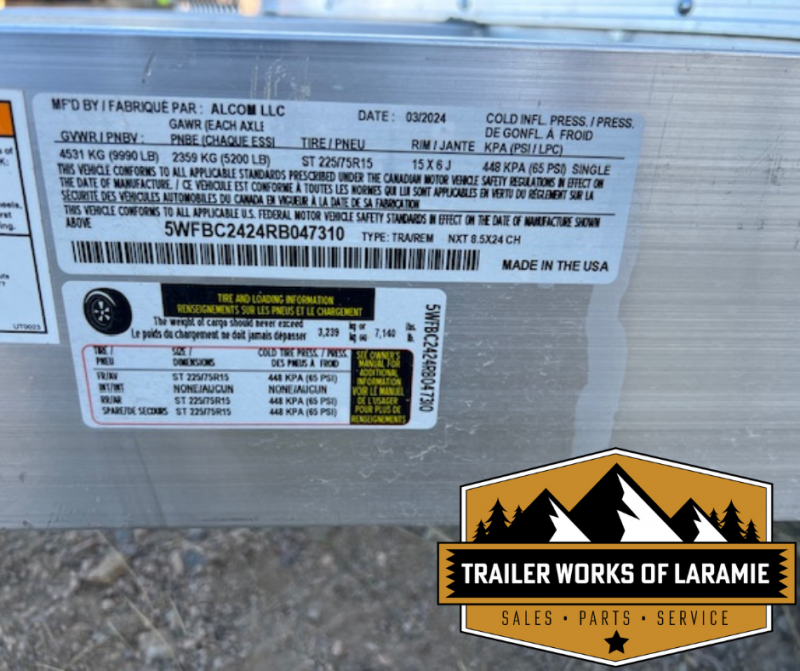 MF'D BY / FABRIQUÉ PAR: ALCOM LLC
DATE: 03/2024
COLD INFL. PRESS. / PRESS.
DE GONFL. À FROID
GAWR (EACH AXLE
GVWR / PNBV: PNBE (CHAQUE ESSI TIRE / PNEU RIM / JANTE KPA (PSI / LPC)
4531 KG (9990 LB) 2359 KG (5200 LB) ST 225/75R15 15 X 6 J 448 KPA (65 PSI) SINGLE
THIS VEHICLE CONFORMS TO ALL APPLICABLE STANDARDS PRESCRIBED UNDER THE CANADIAN MOTOR VEHICLE SAFETY REGULATIONS IN EFFECT ON
THE DATE OF MANUFACTURE. / CE VEHICULE EST CONFORME À TOUTES LES NORMES QUI LUI SONT APPLICABLES EN VERTU DU RÉGLEMENT SUR LA
SÉCURITÉ DES VÉHICULES AUTOMOBILES DU CANADA EN VIGUEUR À LA DATE DE SA FABRICATION
THIS VEHICLE CONFORMS TO ALL APPLICABLE U.S. FEDERAL MOTOR VEHICLE SAFETY STANDARDS IN EFFECT ON THE DATE OF MANUFACTURE SHOWN
ABOVE 5WFBC2424RB047310 TYPE: TRA/REM NXT 8.5X24 CH
MADE IN THE USA
UT0023
TIRE AND LOADING INFORMATION
RENSEIGNEMENTS SUR LES PNEUS ET LE CHARGEMENT
The weight of cargo should never exceed
Le poids du chargement ne doit jamais dépasser 3,239 kg or ou 7,140 lbs. lb.
TIRE / SIZE / COLD TIRE PRESS. / PRESS.
PNEU DIMENSIONS DES PNEUS À FROID
FR/AV ST 225/75R15 448 KPA (65 PSI)
INT/INT NONE/AUCUN NONE/AUCUN
RR/AR ST 225/75R15 448 KPA (65 PSI)
SPARE/DE SECOURS ST 225/75R15 448 KPA (65 PSI)
SEE OWNER'S
MANUAL FOR
ADDITIONAL
INFORMATION
VOIR LE MANUEL
DE L'USAGER
POUR PLUS DE
RENSEIGNEMENTS
5WFBC2424RB047310
TRAILER WORKS OF LARAMIE
SALES • PARTS • SERVICE